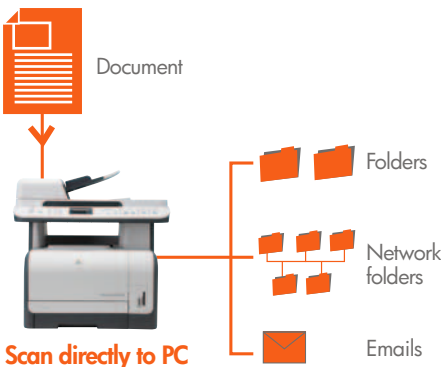 Document
Folders
Network
folders
Emails
Scan directly to PC